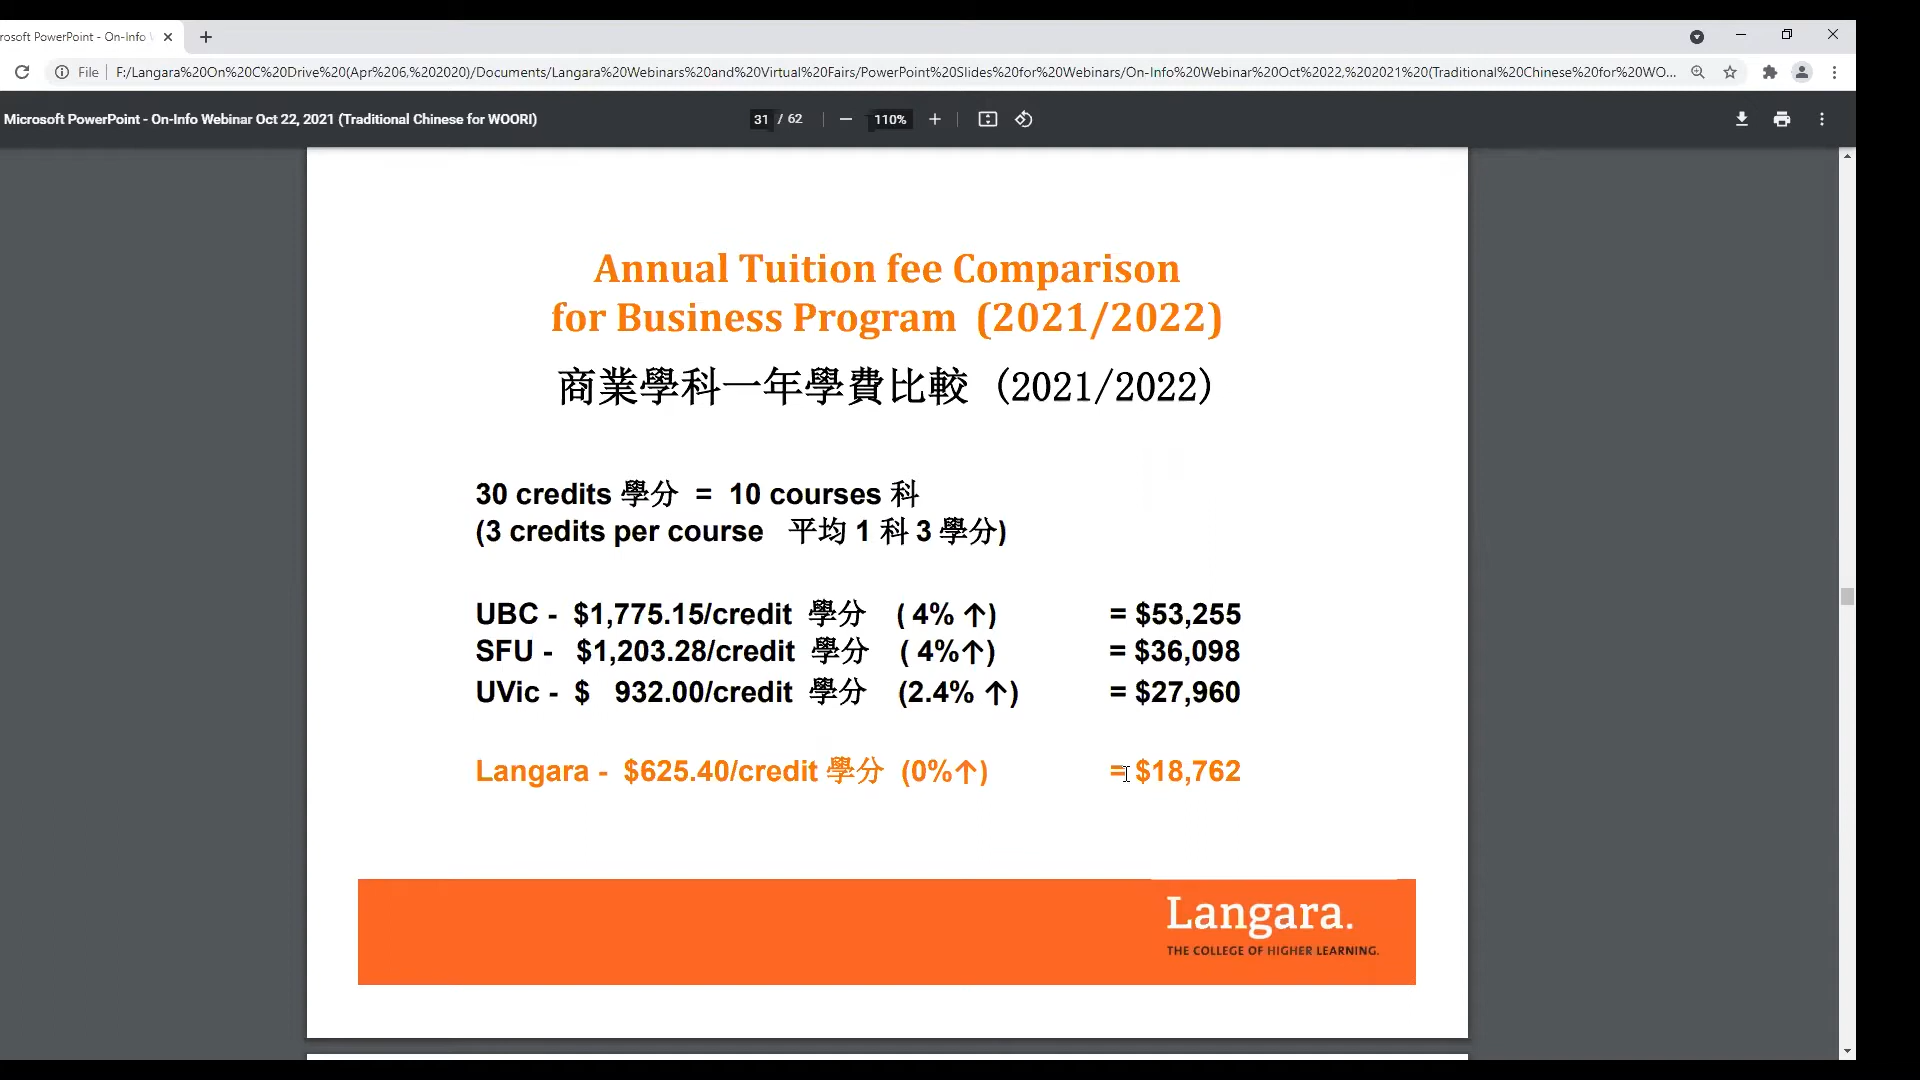 rosoft PowerPoint - On-Info
File
F:/Langara%20On%20C%20Drive%20(Apr%206,%202020)/Documents/Langara%20Webinars%20and%20Virtual%20Fairs/PowerPoint%20Slides%20for%20Webinars/On-Info%20Webinar%20Oct%2022,%202021%20(Traditional%20Chinese%20for%20WO...
Microsoft PowerPoint - On-Info Webinar Oct 22, 2021 (Traditional Chinese for WOORI)
31 / 62
110%
Annual Tuition fee Comparison
for Business Program (2021/2022)
商業學科一年學費比較 (2021/2022)
30 credits 學分 = 10 courses 科
(3 credits per course 平均 1 科 3 學分)
UBC - $1,775.15/credit 學分 ( 4% ↑) = $53,255
SFU - $1,203.28/credit 學分 ( 4%↑) = $36,098
UVic - $ 932.00/credit 學分 (2.4% ↑) = $27,960
Langara - $625.40/credit 學分 (0%↑) = $18,762
Langara.
THE COLLEGE OF HIGHER LEARNING.